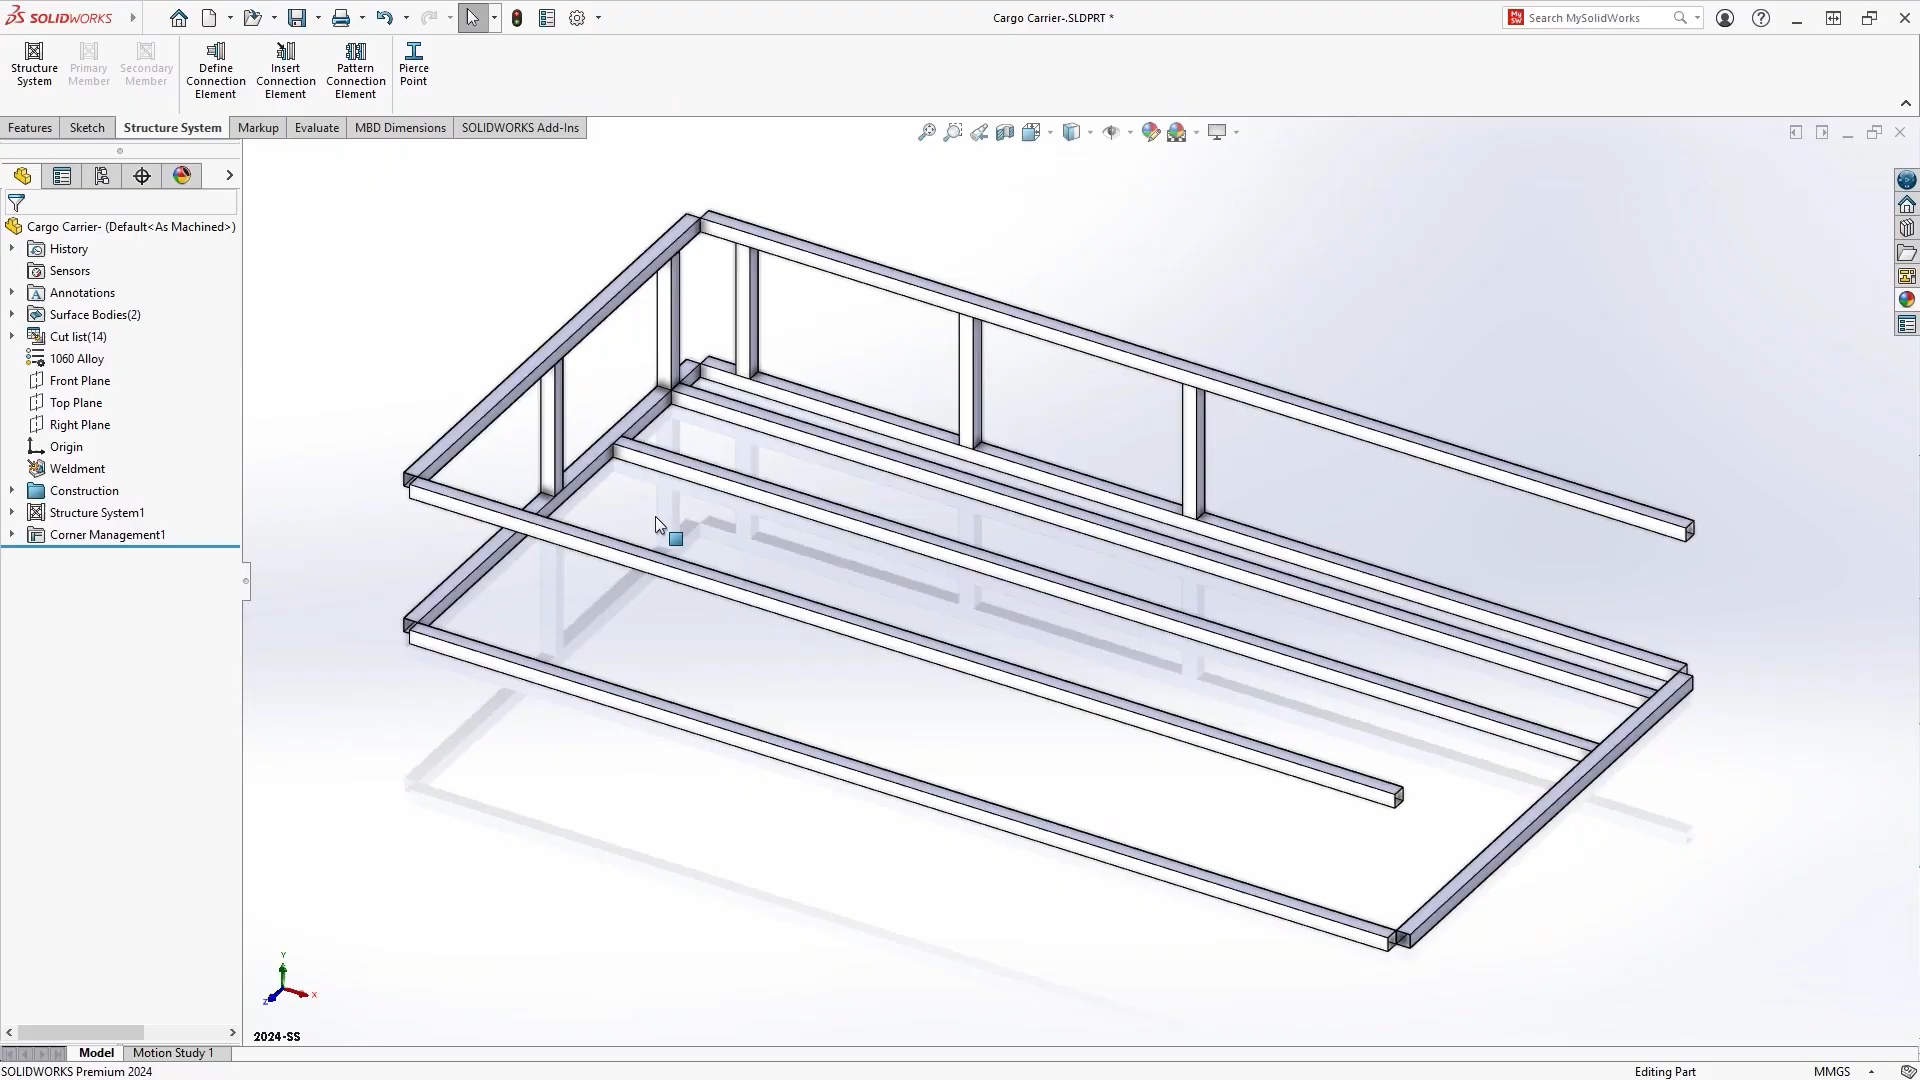 SOLIDWORKS
Cargo Carrier-.SLDPRT *
My
SW
Search MySolidWorks
Structure
System
Primary
Member
Secondary
Member
Define
Connection
Element
Insert
Connection
Element
Pattern
Connection
Element
Pierce
Point
Features
Sketch
Structure System
Markup
Evaluate
MBD Dimensions
SOLIDWORKS Add-Ins
Cargo Carrier- (Default<As Machined>)
History
Sensors
Annotations
Surface Bodies(2)
Cut list(14)
1060 Alloy
Front Plane
Top Plane
Right Plane
Origin
Weldment
Construction
Structure System1
Corner Management1
Y
X
Z
2024-SS
Model
Motion Study 1
SOLIDWORKS Premium 2024
Editing Part
MMGS